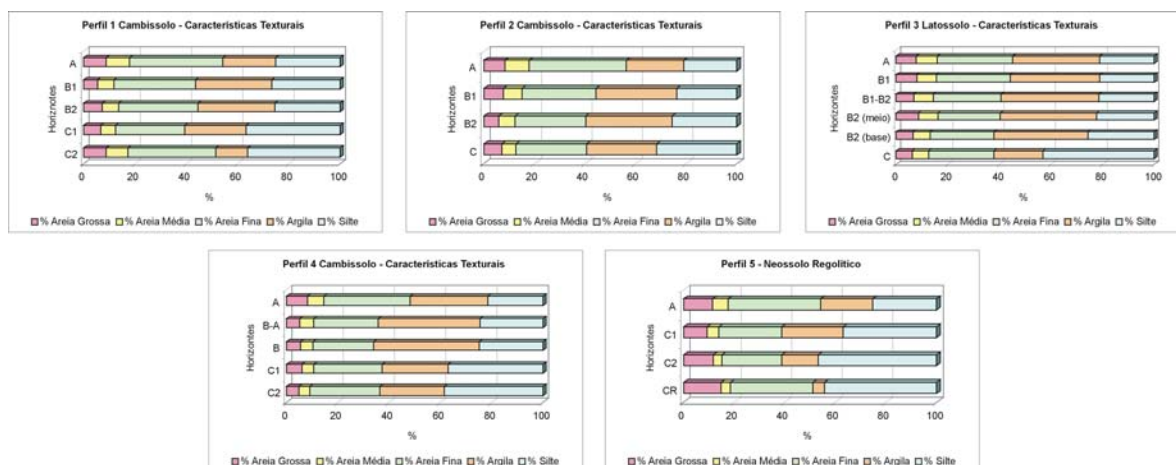 Perfil 1 Cambissolo - Características Texturais
Horiznotes
A
B1
B2
C1
C2
0 20 40 60 80 100
%
% Areia Grossa % Areia Média % Areia Fina % Argila % Silte
Perfil 2 Cambissolo - Características Texturais
Horizontes
A
B1
B2
C
0 20 40 60 80 100
%
% Areia Grossa % Areia Média % Areia Fina % Argila % Silte
Perfil 3 Latossolo - Características Texturais
Horizontes
A
B1
B1-B2
B2 (meio)
B2 (base)
C
0 20 40 60 80 100
%
% Areia Grossa % Areia Média % Areia Fina % Argila % Silte
Perfil 4 Cambissolo - Características Texturais
Horizontes
A
B-A
B
C1
C2
0 20 40 60 80 100
%
% Areia Grossa % Areia Média % Areia Fina % Argila % Silte
Perfil 5 - Neossolo Regolítico
Horizontes
A
C1
C2
CR
0 20 40 60 80 100
%
% Areia Grossa % Areia Média % Areia Fina % Argila % Silte